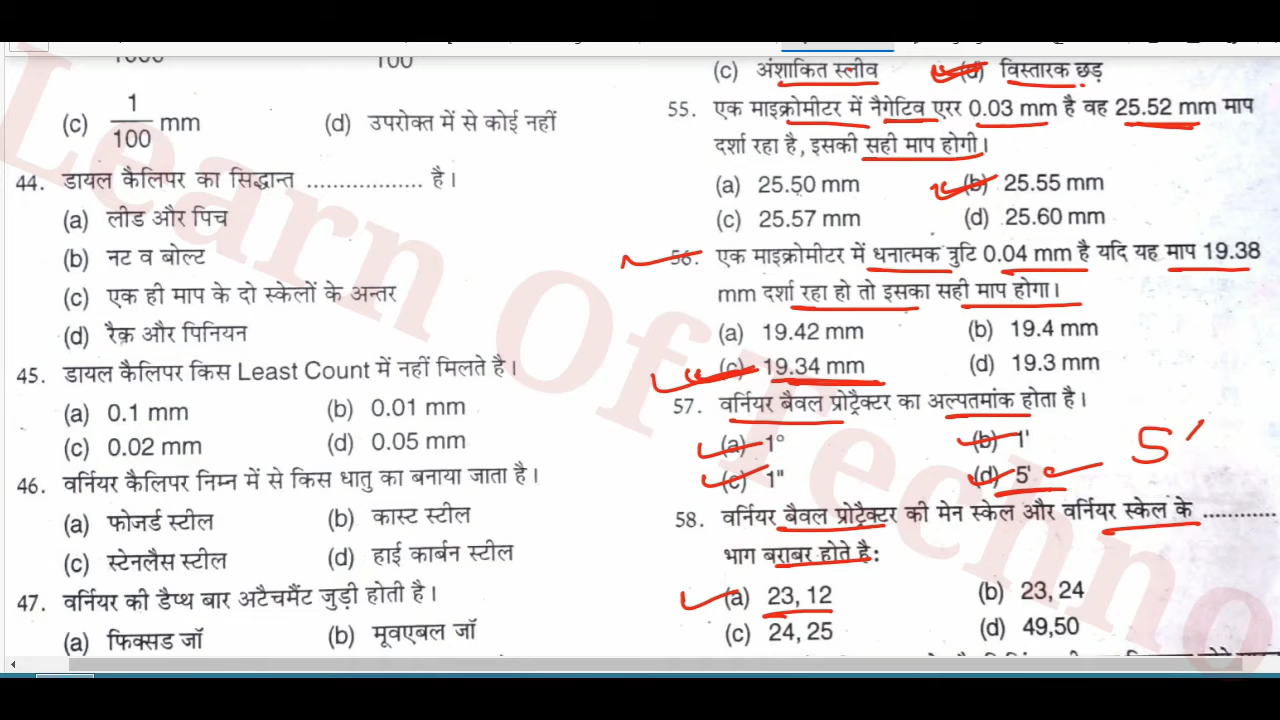 100
(c) 1/100 mm
(d) उपरोक्त में से कोई नहीं
44. डायल कैलिपर का सिद्धान्त .................. है।
(a) लीड और पिच
(b) नट व बोल्ट
(c) एक ही माप के दो स्केलों के अन्तर
(d) रैक और पिनियन
45. डायल कैलिपर किस Least Count में नहीं मिलते है।
(a) 0.1 mm
(b) 0.01 mm
(c) 0.02 mm
(d) 0.05 mm
46. वर्नियर कैलिपर निम्न में से किस धातु का बनाया जाता है।
(a) फोजर्ड स्टील
(b) कास्ट स्टील
(c) स्टेनलैस स्टील
(d) हाई कार्बन स्टील
47. वर्नियर की डैप्थ बार अटैचमैंट जुड़ी होती है।
(a) फिक्सड जॉ
(b) मूवएबल जॉ
(c) अंशाकित स्लीव
(d) विस्तारक छड़
55. एक माइक्रोमीटर में नैगेटिव एरर 0.03 mm है वह 25.52 mm माप
दर्शा रहा है, इसकी सही माप होगी।
(a) 25.50 mm
(b) 25.55 mm
(c) 25.57 mm
(d) 25.60 mm
56. एक माइक्रोमीटर में धनात्मक त्रुटि 0.04 mm है यदि यह माप 19.38
mm दर्शा रहा हो तो इसका सही माप होगा।
(a) 19.42 mm
(b) 19.4 mm
(c) 19.34 mm
(d) 19.3 mm
57. वर्नियर बैवल प्रोट्रैक्टर का अल्पतमांक होता है।
(a) 1°
(b) 1'
(c) 1"
(d) 5'
5'
58. वर्नियर बैवल प्रोट्रैक्टर की मेन स्केल और वर्नियर स्केल के ............
भाग बराबर होते है:
(a) 23, 12
(b) 23, 24
(c) 24, 25
(d) 49,50
Learn Of Techno